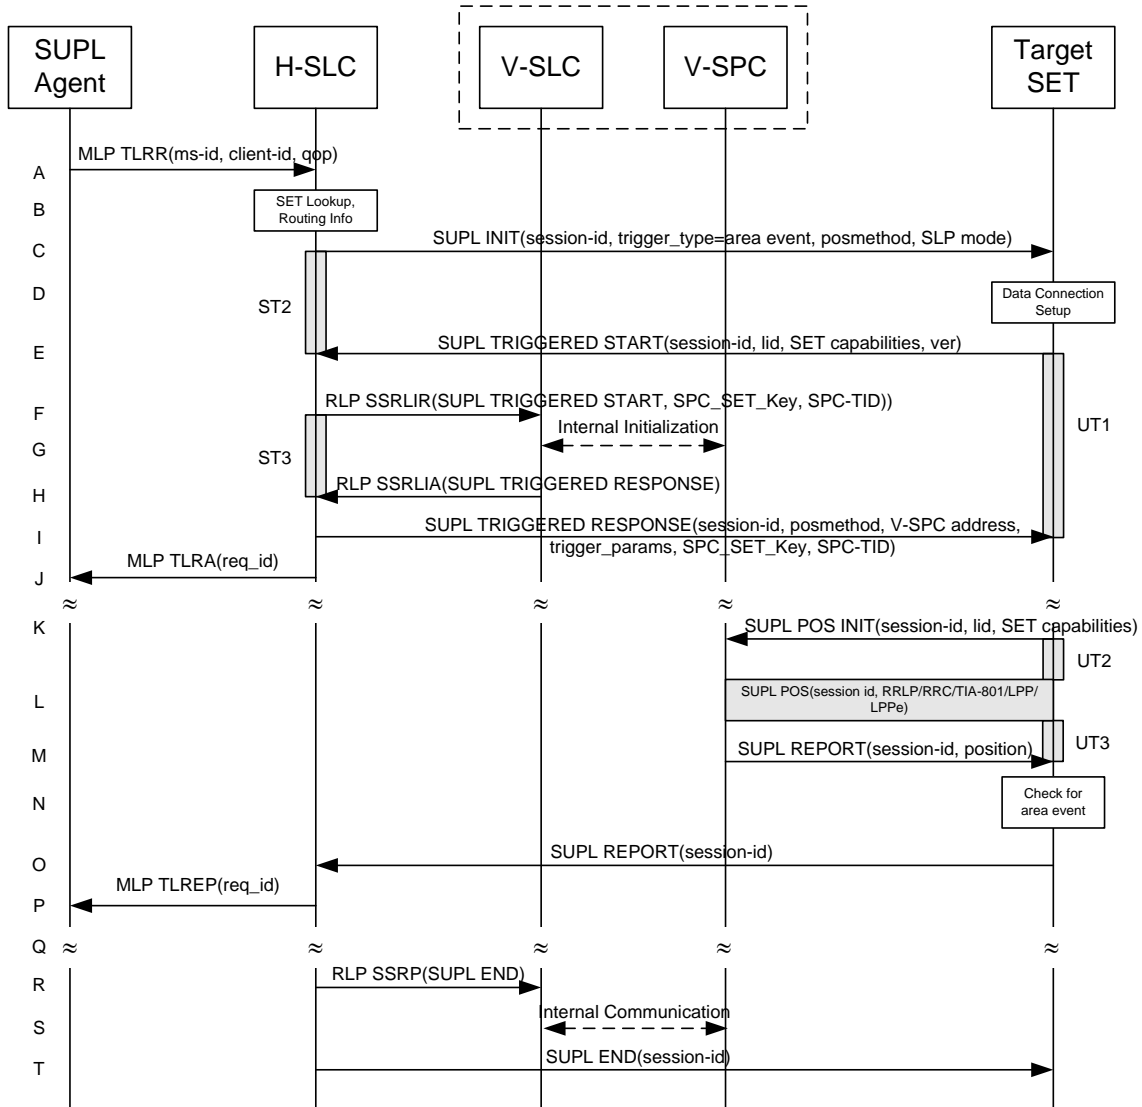 SUPL
Agent
H-SLC
V-SLC
V-SPC
Target
SET
A
MLP TLRR(ms-id, client-id, qop)
B
SET Lookup,
Routing Info
C
SUPL INIT(session-id, trigger_type=area event, posmethod, SLP mode)
D
ST2
Data Connection
Setup
E
SUPL TRIGGERED START(session-id, lid, SET capabilities, ver)
F
RLP SSRLIR(SUPL TRIGGERED START, SPC_SET_Key, SPC-TID))
UT1
G
Internal Initialization
ST3
H
RLP SSRLIA(SUPL TRIGGERED RESPONSE)
I
SUPL TRIGGERED RESPONSE(session-id, posmethod, V-SPC address,
trigger_params, SPC_SET_Key, SPC-TID)
J
MLP TLRA(req_id)
≈ ≈ ≈ ≈ ≈
K
SUPL POS INIT(session-id, lid, SET capabilities)
UT2
L
SUPL POS(session id, RRLP/RRC/TIA-801/LPP/
LPPe)
UT3
M
SUPL REPORT(session-id, position)
N
Check for
area event
O
SUPL REPORT(session-id)
P
MLP TLREP(req_id)
Q ≈ ≈ ≈ ≈ ≈
R
RLP SSRP(SUPL END)
S
Internal Communication
T
SUPL END(session-id)